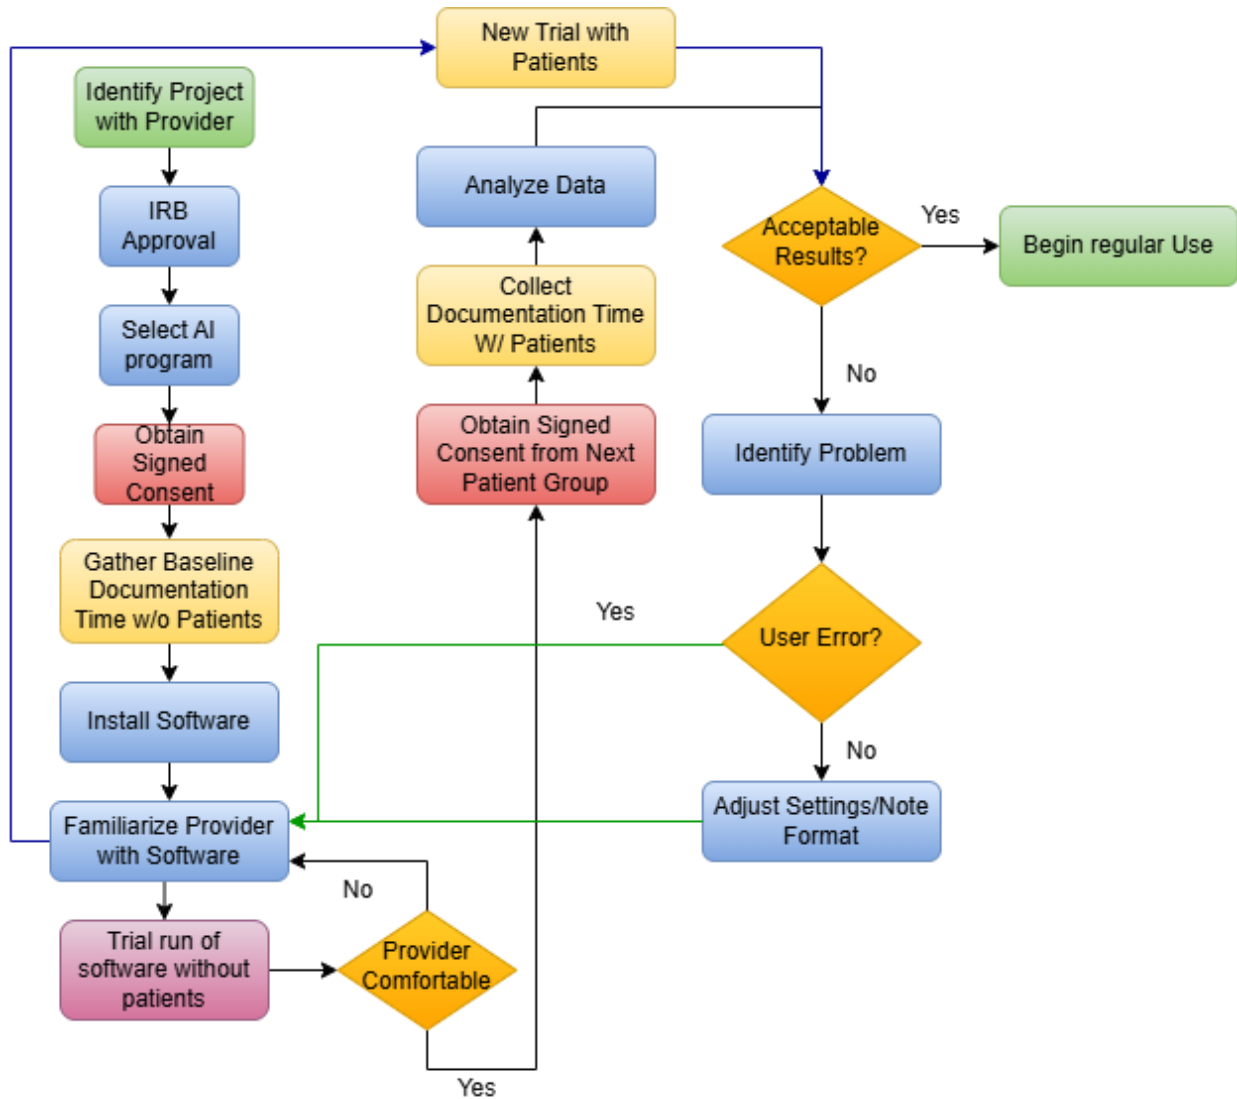 New Trial with
Patients
Identify Project
with Provider
IRB
Approval
Select AI
program
Obtain
Signed
Consent
Gather Baseline
Documentation
Time w/o Patients
Install Software
Familiarize Provider
with Software
Trial run of
software without
patients
Provider
Comfortable
No
Yes
Obtain Signed
Consent from Next
Patient Group
Collect
Documentation Time
W/ Patients
Analyze Data
Acceptable
Results?
Yes
Begin regular Use
No
Identify Problem
User Error?
Yes
No
Adjust Settings/Note
Format